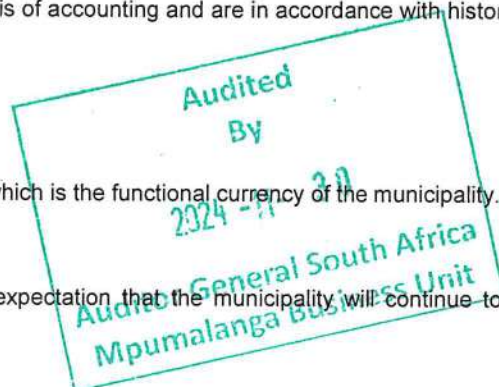 is of accounting and are in accordance with histor
Audited
By
hich is the functional currency of the municipality.
2024 -11- 30
expectation that the municipality will continue to
Auditor General South Africa
Mpumalanga Business Unit